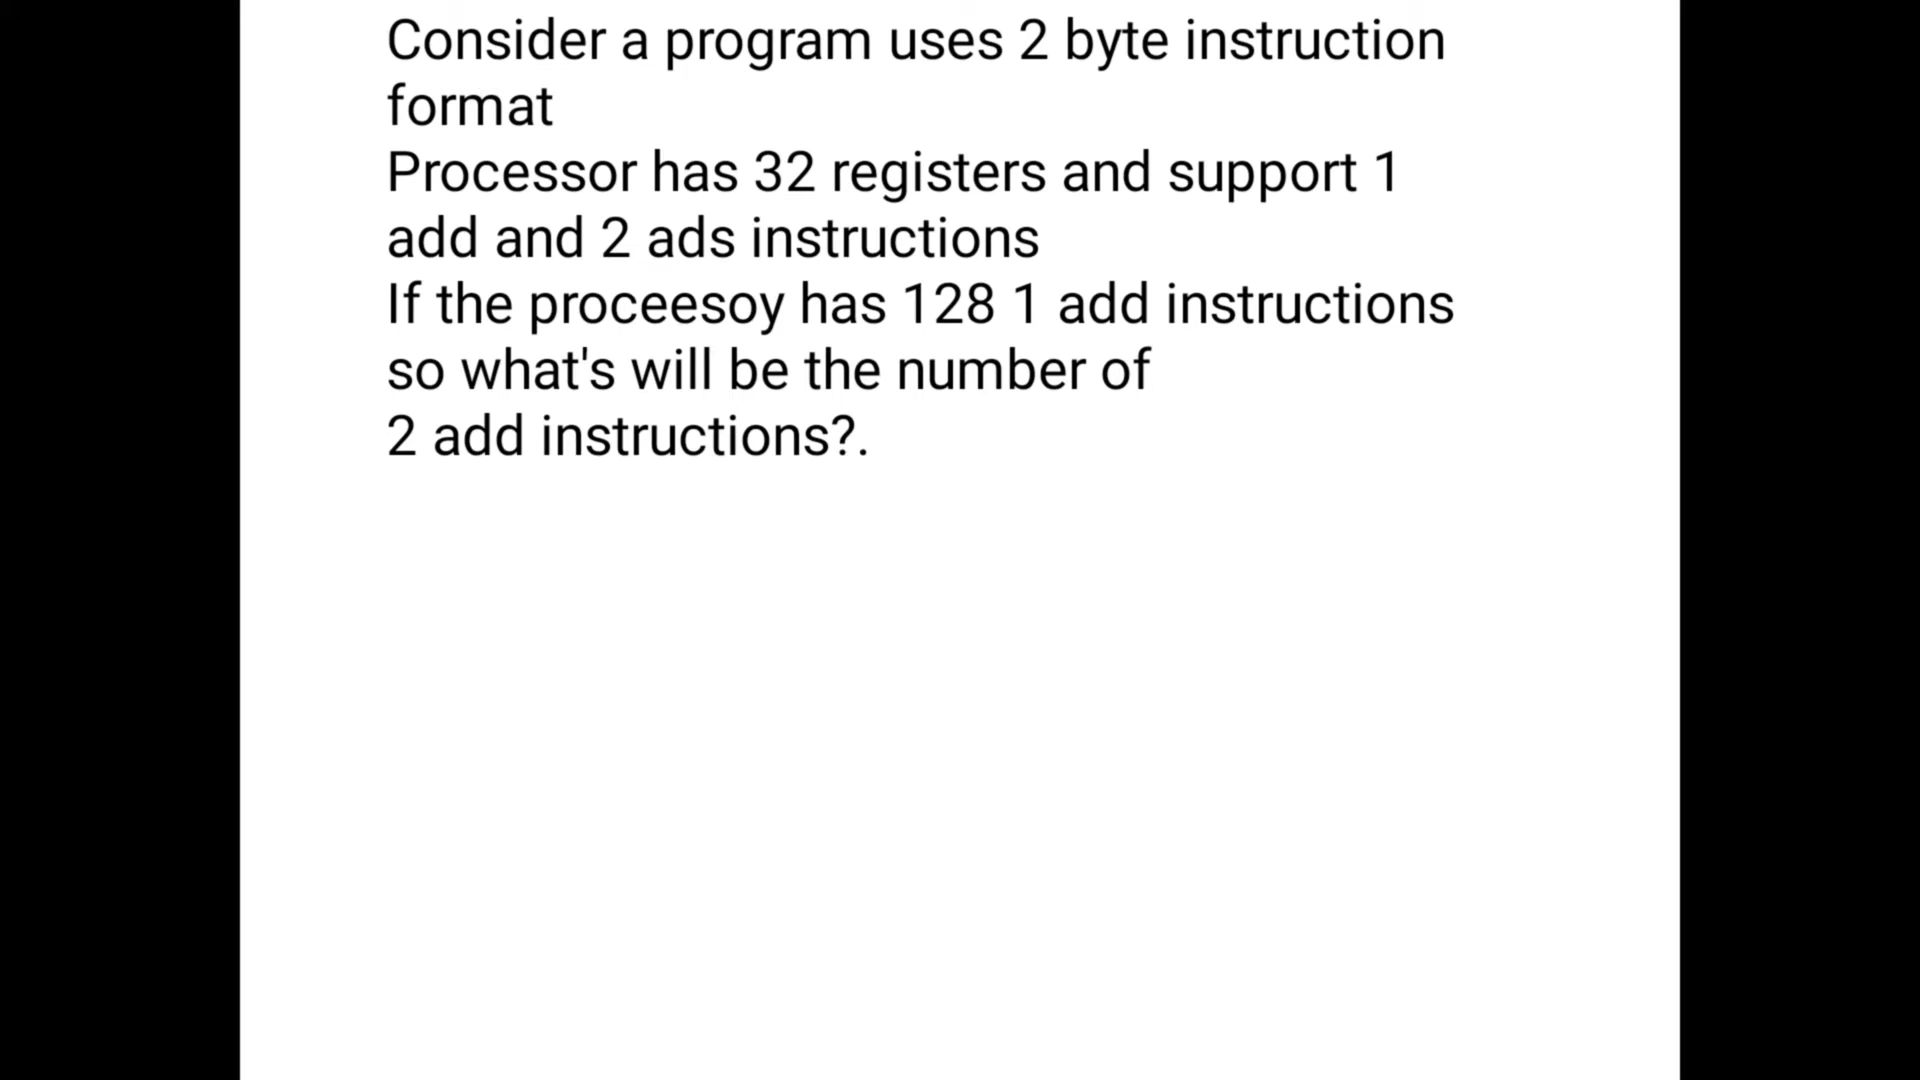 Consider a program uses 2 byte instruction
format
Processor has 32 registers and support 1
add and 2 ads instructions
If the proceesoy has 128 1 add instructions
so what's will be the number of
2 add instructions?.